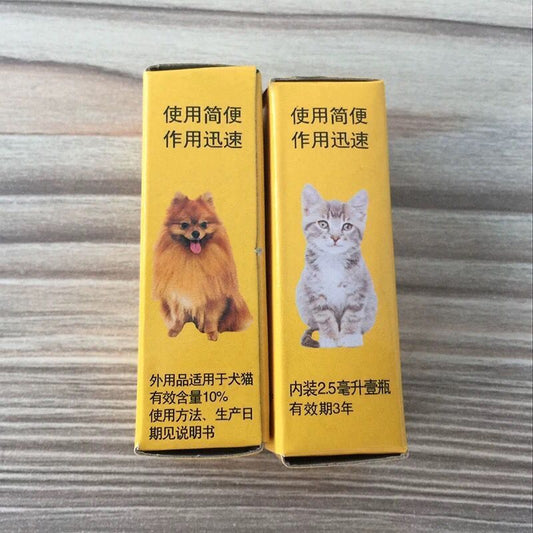 使用简便
作用迅速
外用品适用于犬猫
有效含量10%
使用方法、生产日
期见说明书
使用简便
作用迅速
内装2.5毫升壹瓶
有效期3年